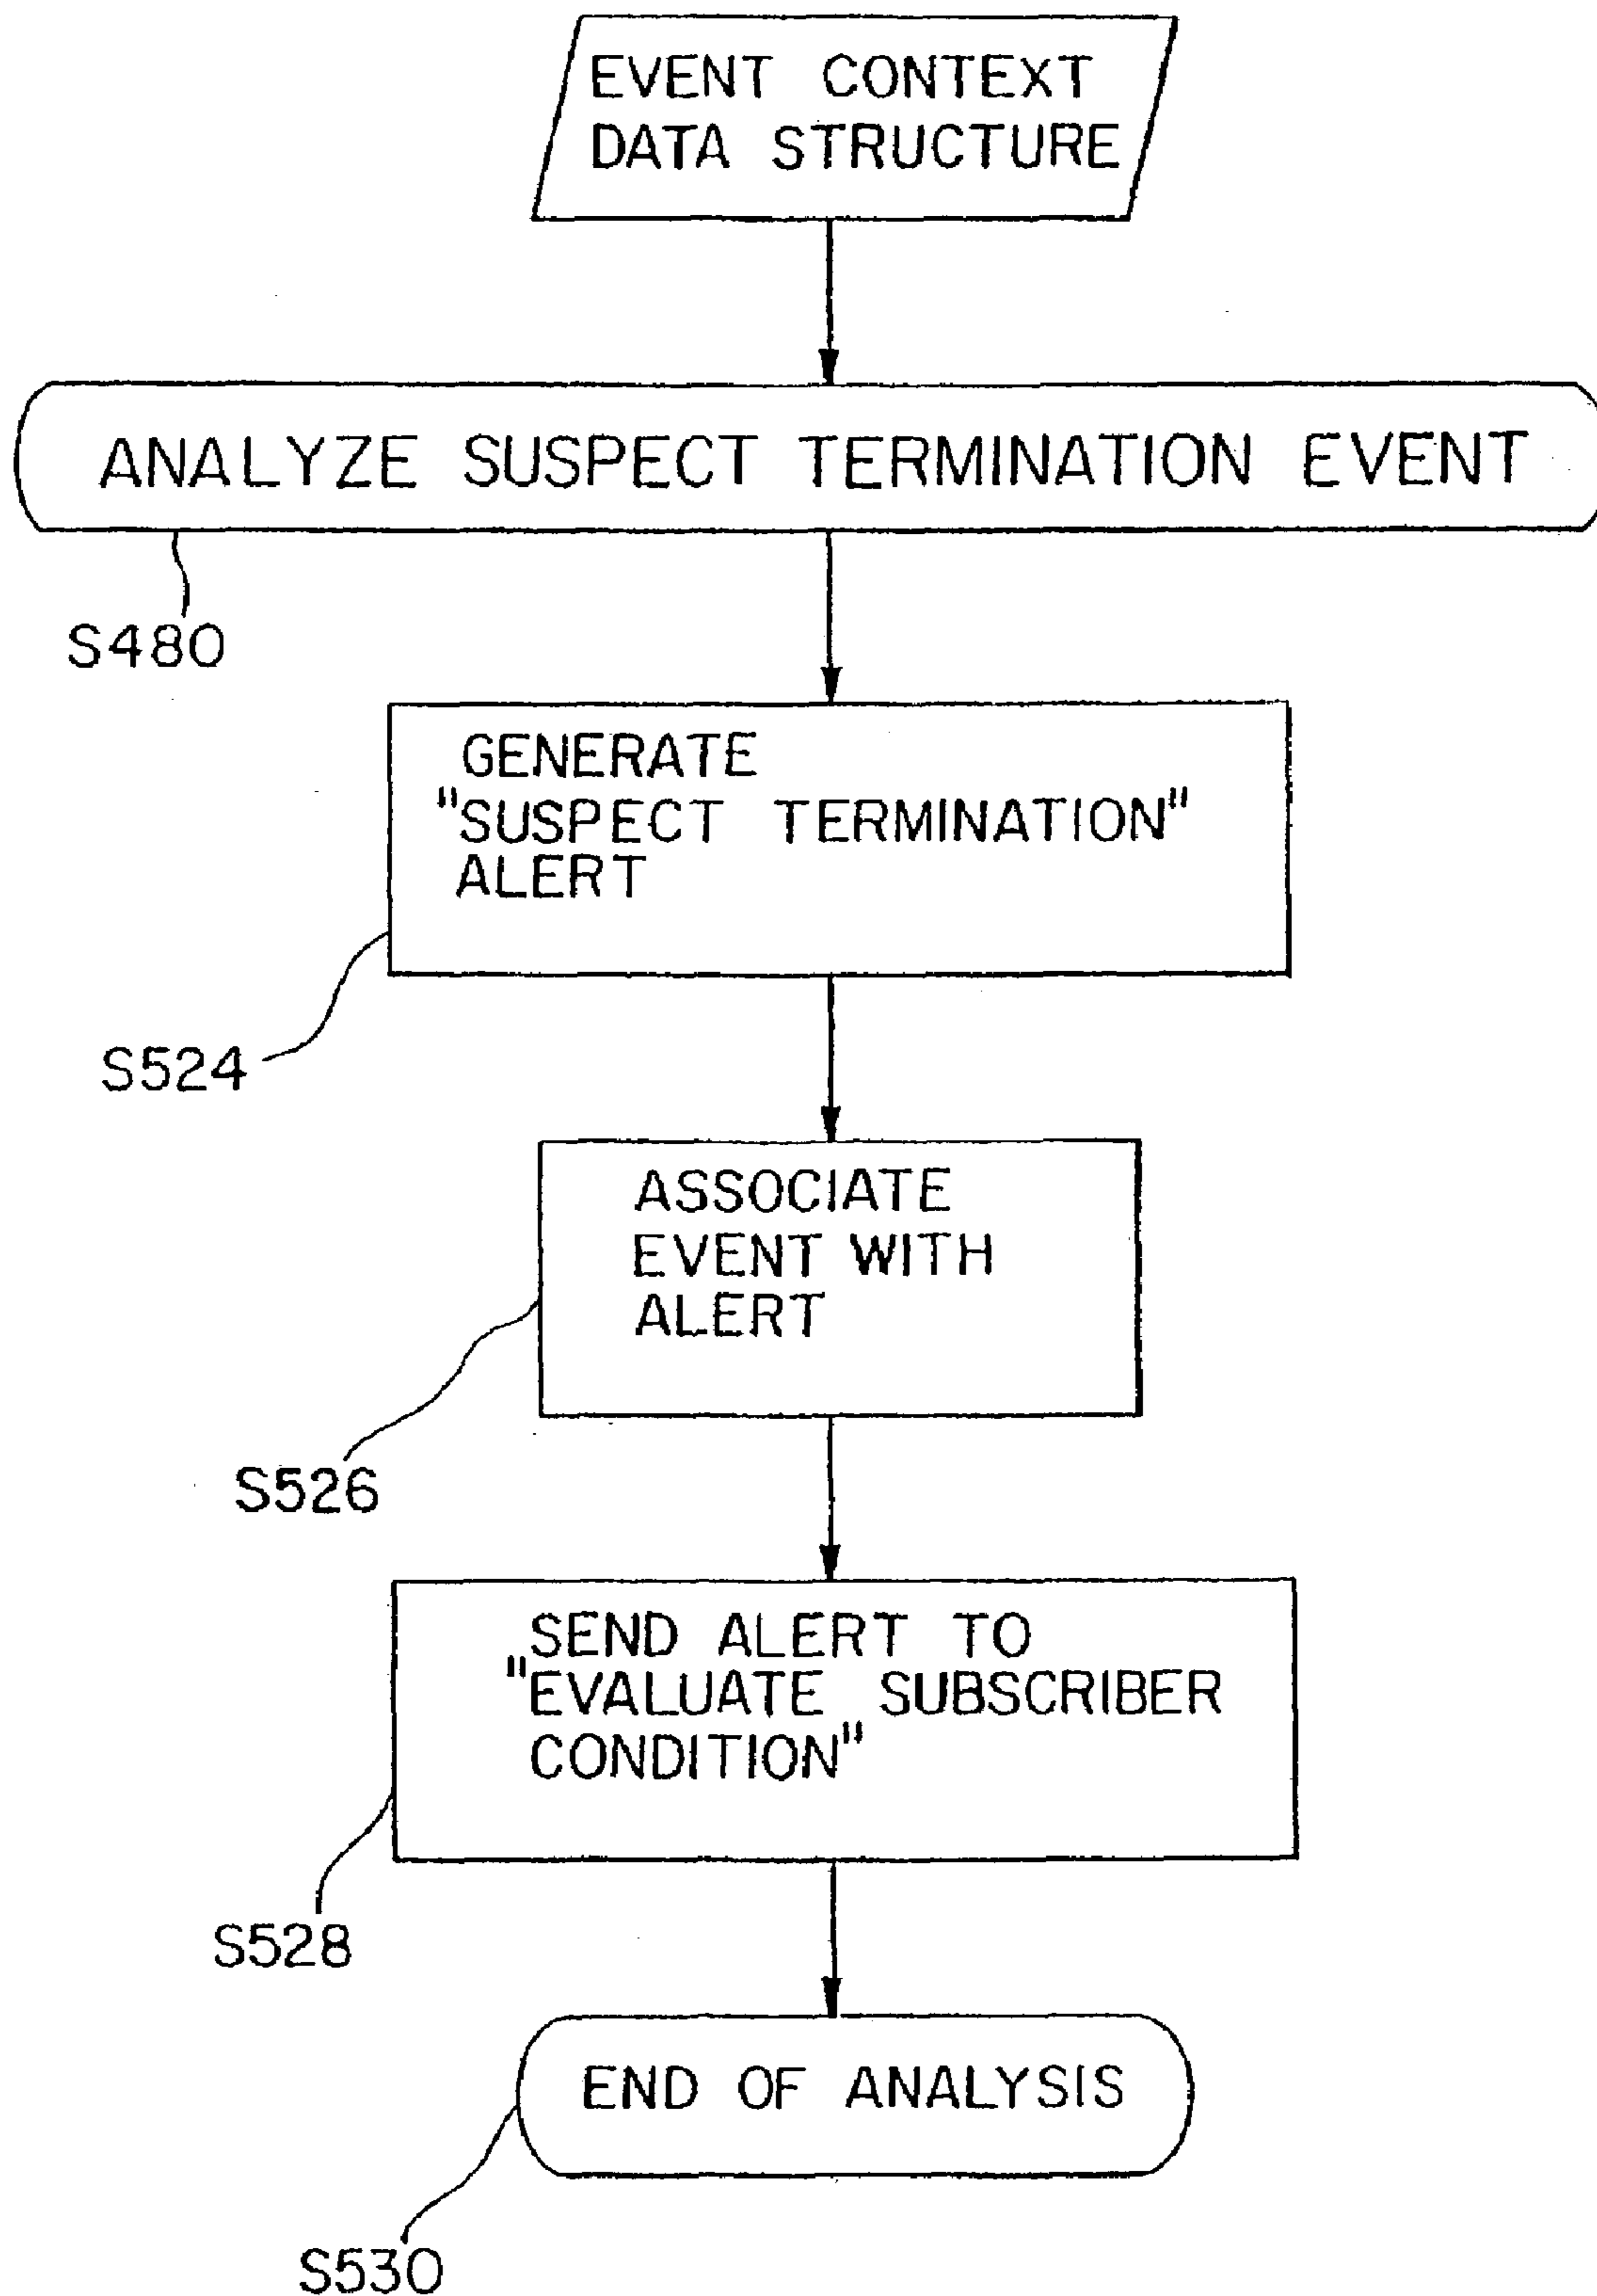 EVENT CONTEXT
DATA STRUCTURE
ANALYZE SUSPECT TERMINATION EVENT
S480
GENERATE
"SUSPECT TERMINATION"
ALERT
S524
ASSOCIATE
EVENT WITH
ALERT
S526
SEND ALERT TO
"EVALUATE SUBSCRIBER
CONDITION"
S528
END OF ANALYSIS
S530